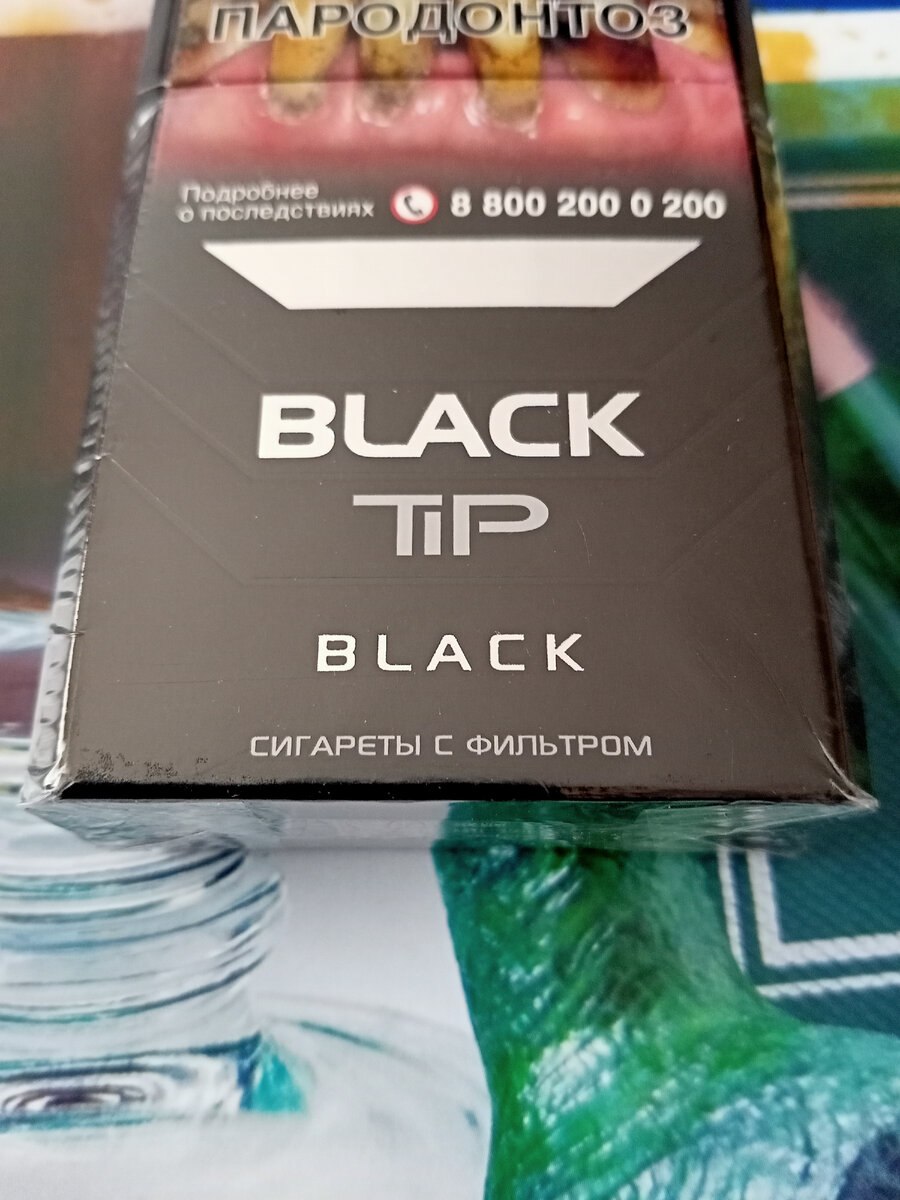 ПАРОДОНТОЗ
Подробнее
о последствиях
8 800 200 0 200
BLACK
TiP
BLACK
СИГАРЕТЫ С ФИЛЬТРОМ